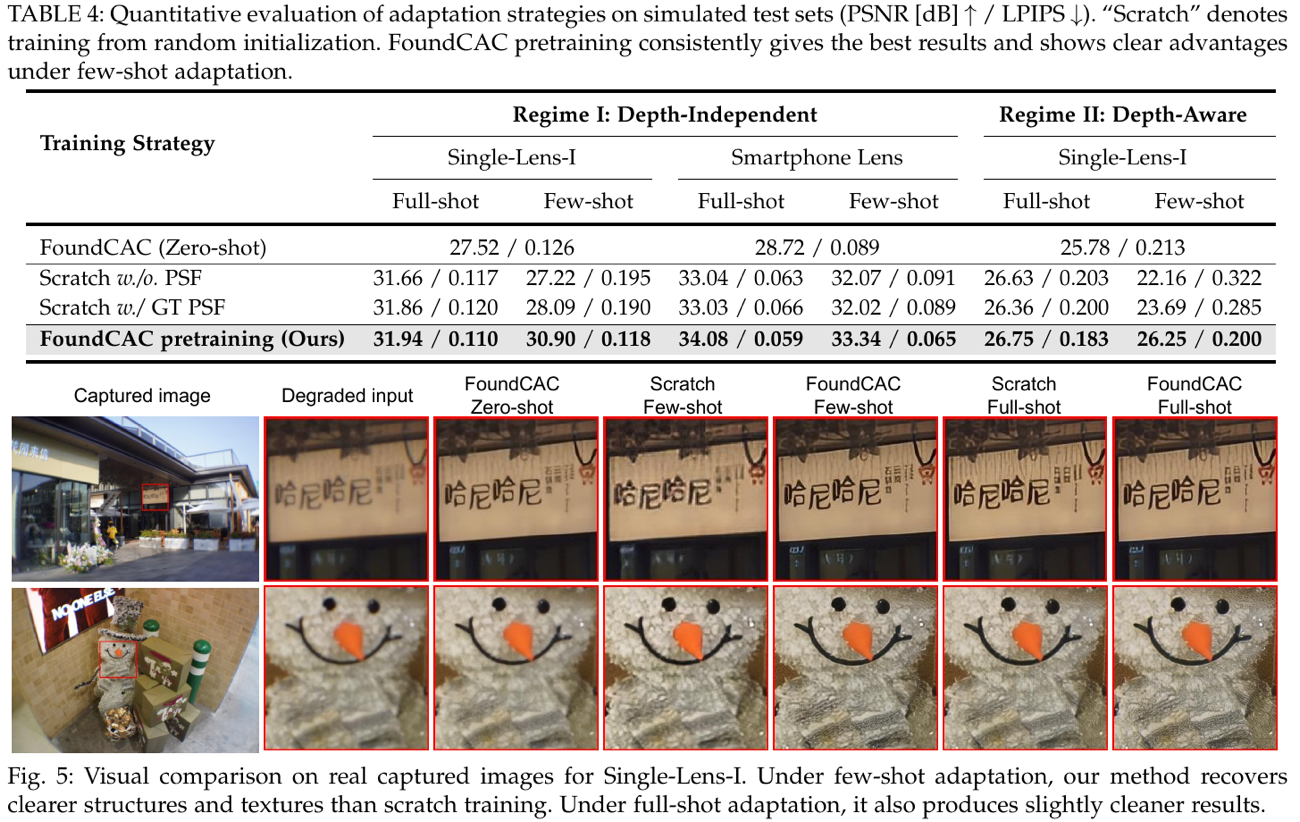 TABLE 4: Quantitative evaluation of adaptation strategies on simulated test sets (PSNR [dB] ↑ / LPIPS ↓). “Scratch” denotes
training from random initialization. FoundCAC pretraining consistently gives the best results and shows clear advantages
under few-shot adaptation.
Training Strategy
Regime I: Depth-Independent Regime II: Depth-Aware
Single-Lens-I Smartphone Lens Single-Lens-I
Full-shot Few-shot Full-shot Few-shot Full-shot Few-shot
FoundCAC (Zero-shot) 27.52 / 0.126 28.72 / 0.089 25.78 / 0.213
Scratch w./o. PSF 31.66 / 0.117 27.22 / 0.195 33.04 / 0.063 32.07 / 0.091 26.63 / 0.203 22.16 / 0.322
Scratch w./ GT PSF 31.86 / 0.120 28.09 / 0.190 33.03 / 0.066 32.02 / 0.089 26.36 / 0.200 23.69 / 0.285
FoundCAC pretraining (Ours) 31.94 / 0.110 30.90 / 0.118 34.08 / 0.059 33.34 / 0.065 26.75 / 0.183 26.25 / 0.200
Captured image Degraded input FoundCAC Zero-shot Scratch Few-shot FoundCAC Few-shot Scratch Full-shot FoundCAC Full-shot
哈尼哈尼 哈尼哈尼 哈尼哈尼 哈尼哈尼 哈尼哈尼 哈尼哈尼
NO ONE ELSE
Fig. 5: Visual comparison on real captured images for Single-Lens-I. Under few-shot adaptation, our method recovers
clearer structures and textures than scratch training. Under full-shot adaptation, it also produces slightly cleaner results.